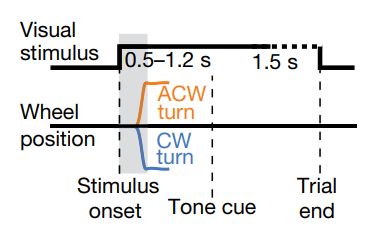 Visual
stimulus
0.5–1.2 s
1.5 s
ACW
turn
Wheel
position
CW
turn
Stimulus
onset
Tone cue
Trial
end